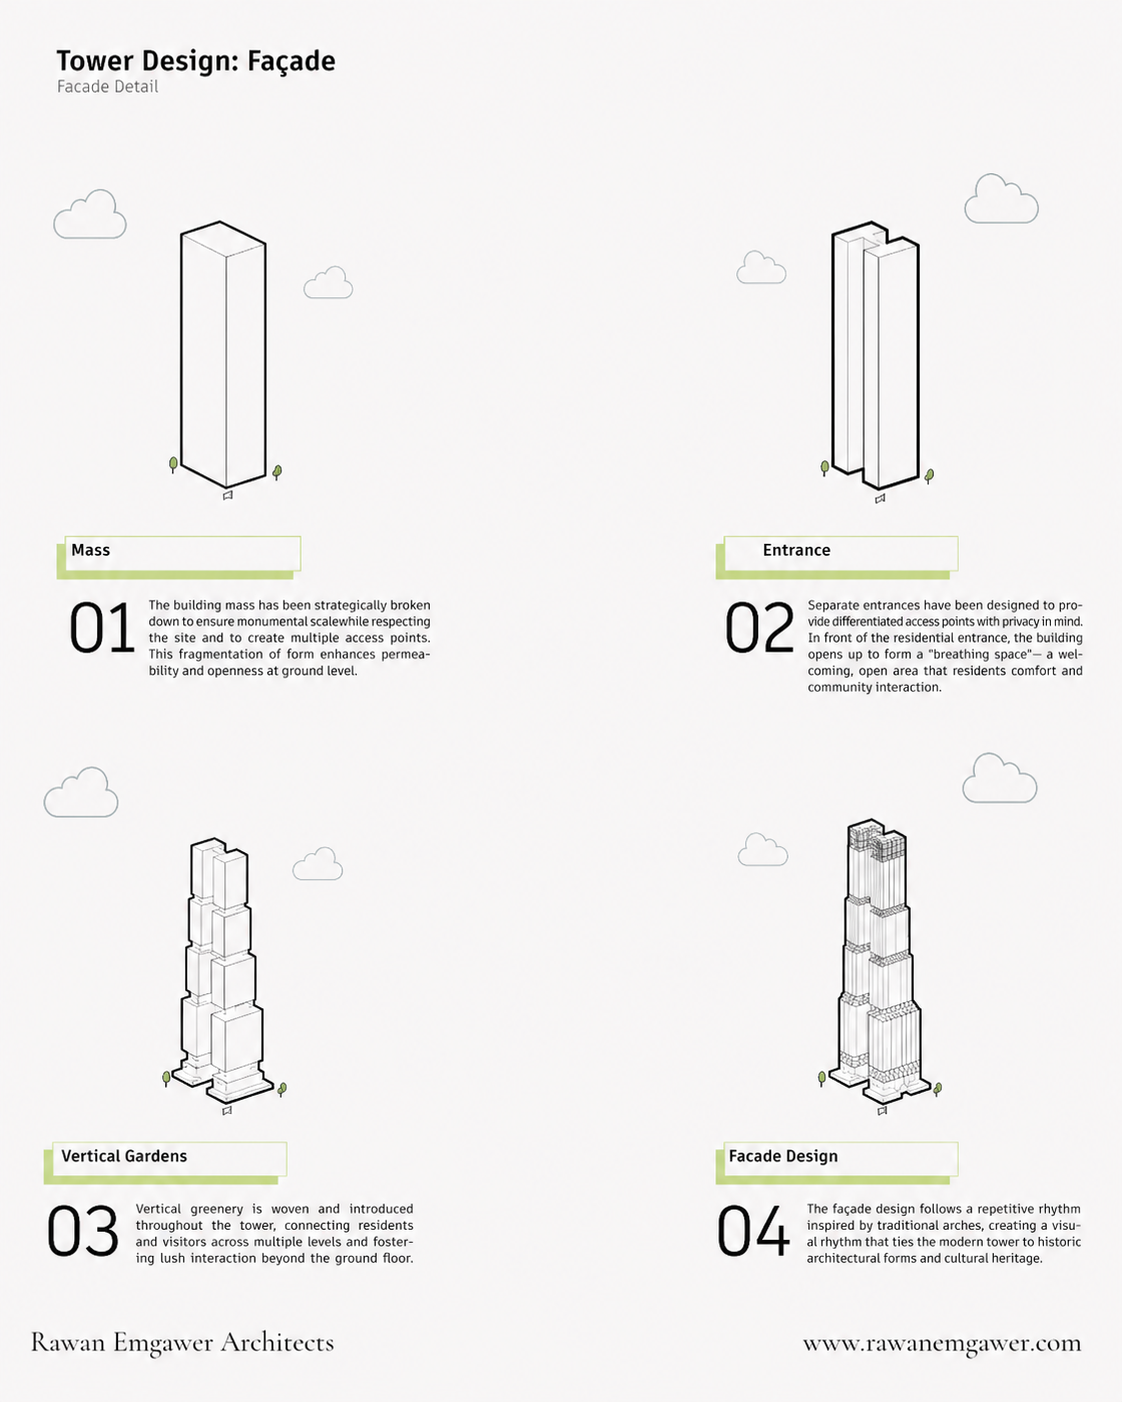 Tower Design: Façade
Facade Detail
Mass
01
The building mass has been strategically broken
down to ensure monumental scalewhile respecting
the site and to create multiple access points.
This fragmentation of form enhances permea-
bility and openness at ground level.
Entrance
02
Separate entrances have been designed to pro-
vide differentiated access points with privacy in mind.
In front of the residential entrance, the building
opens up to form a "breathing space"— a wel-
coming, open area that residents comfort and
community interaction.
Vertical Gardens
03
Vertical greenery is woven and introduced
throughout the tower, connecting residents
and visitors across multiple levels and foster-
ing lush interaction beyond the ground floor.
Facade Design
04
The façade design follows a repetitive rhythm
inspired by traditional arches, creating a visu-
al rhythm that ties the modern tower to historic
architectural forms and cultural heritage.
Rawan Emgawer Architects
www.rawanemgawer.com